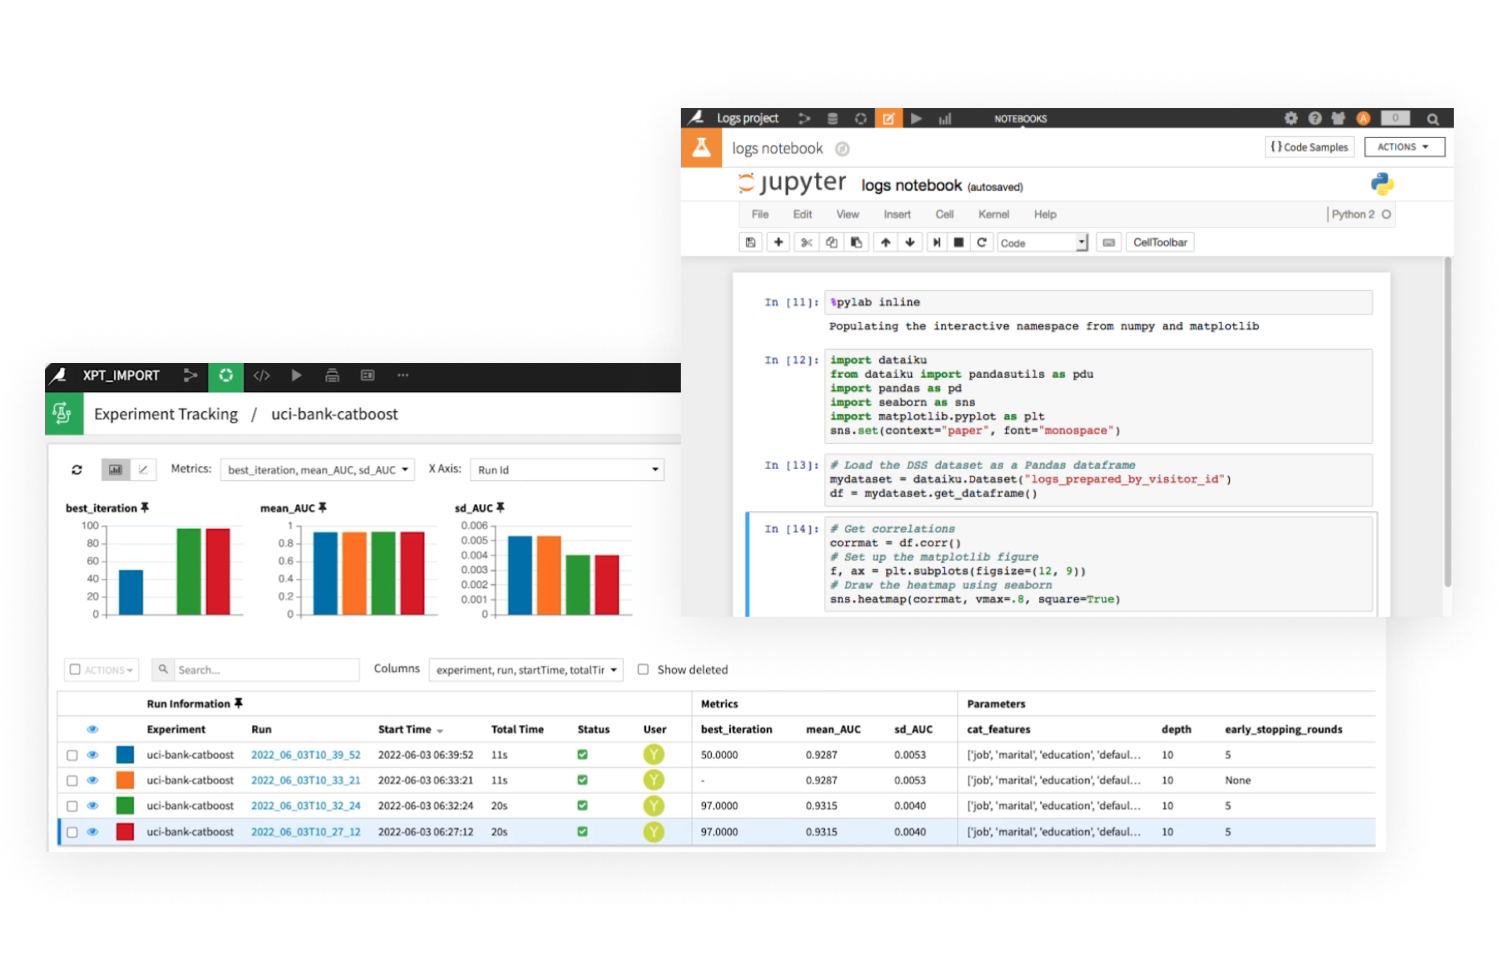 Logs project NOTEBOOKS A 0
logs notebook {} Code Samples ACTIONS
jupyter logs notebook (autosaved)
File Edit View Insert Cell Kernel Help Python 2
Code CellToolbar
In [11]: %pylab inline
Populating the interactive namespace from numpy and matplotlib
In [12]: import dataiku
from dataiku import pandasutils as pdu
import pandas as pd
import seaborn as sns
import matplotlib.pyplot as plt
sns.set(context="paper", font="monospace")
In [13]: # Load the DSS dataset as a Pandas dataframe
mydataset = dataiku.Dataset("logs_prepared_by_visitor_id")
df = mydataset.get_dataframe()
In [14]: # Get correlations
corrmat = df.corr()
# Set up the matplotlib figure
f, ax = plt.subplots(figsize=(12, 9))
# Draw the heatmap using seaborn
sns.heatmap(corrmat, vmax=.8, square=True)
XPT_IMPORT </> ...
Experiment Tracking / uci-bank-catboost
Metrics: best_iteration, mean_AUC, sd_AUC X Axis: Run Id
best_iteration
100
80
60
40
20
0
mean_AUC
1
0.8
0.6
0.4
0.2
0
sd_AUC
0.006
0.005
0.004
0.003
0.002
0.001
0
ACTIONS Search... Columns experiment, run, startTime, totalTir Show deleted
Run Information Metrics Parameters
Experiment Run Start Time Total Time Status User best_iteration mean_AUC sd_AUC cat_features depth early_stopping_rounds
uci-bank-catboost 2022_06_03T10_39_52 2022-06-03 06:39:52 11s Y 50.0000 0.9287 0.0053 ['job', 'marital', 'education', 'defaul... 10 5
uci-bank-catboost 2022_06_03T10_33_21 2022-06-03 06:33:21 11s Y - 0.9287 0.0053 ['job', 'marital', 'education', 'defaul... 10 None
uci-bank-catboost 2022_06_03T10_32_24 2022-06-03 06:32:24 20s Y 97.0000 0.9315 0.0040 ['job', 'marital', 'education', 'defaul... 10 5
uci-bank-catboost 2022_06_03T10_27_12 2022-06-03 06:27:12 20s Y 97.0000 0.9315 0.0040 ['job', 'marital', 'education', 'defaul... 10 5